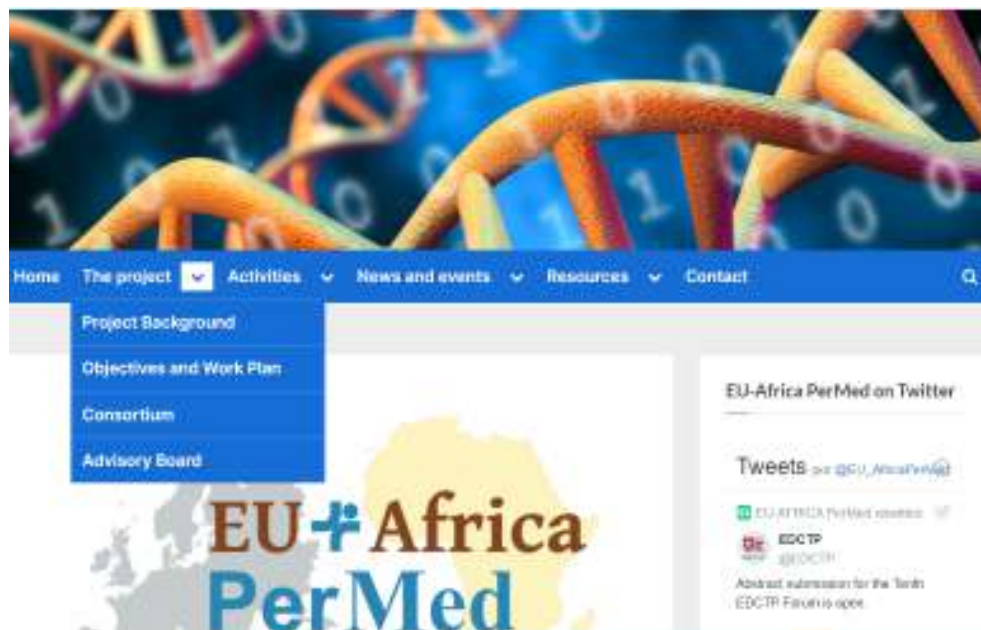 Home The project Activities News and events Resources Contact
Project Background
Objectives and Work Plan
Consortium
Advisory Board
EU Africa
PerMed
EU-Africa PerMed on Twitter
Tweets por @EU_AfricaPerMed
EU-AFRICA PerMed
EDCTP
@EDCTP
Abstract submission for the Tenth
EDCTP Forum is open.